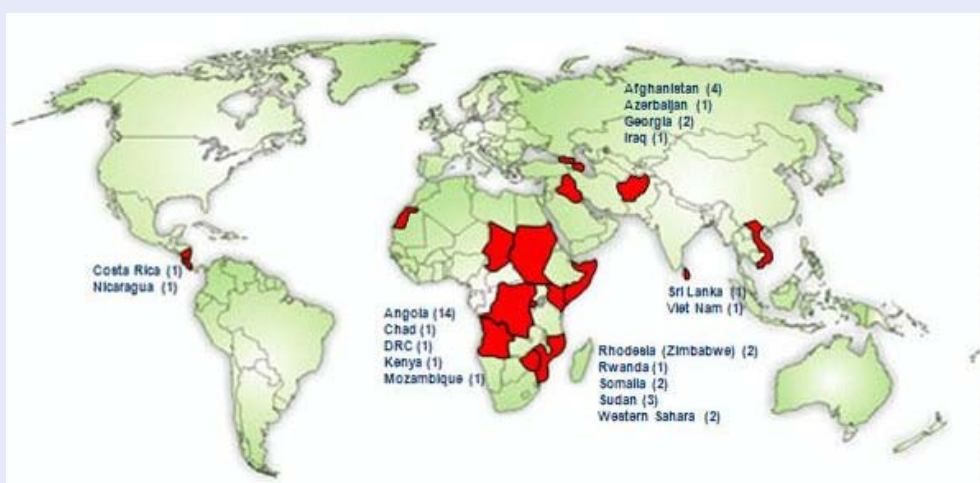 Afghanistan (4)
Azerbaijan (1)
Georgia (2)
Iraq (1)
Costa Rica (1)
Nicaragua (1)
Sri Lanka (1)
Viet Nam (1)
Angola (14)
Chad (1)
DRC (1)
Kenya (1)
Mozambique (1)
Rhodesia (Zimbabwe) (2)
Rwanda (1)
Somalia (2)
Sudan (3)
Western Sahara (2)